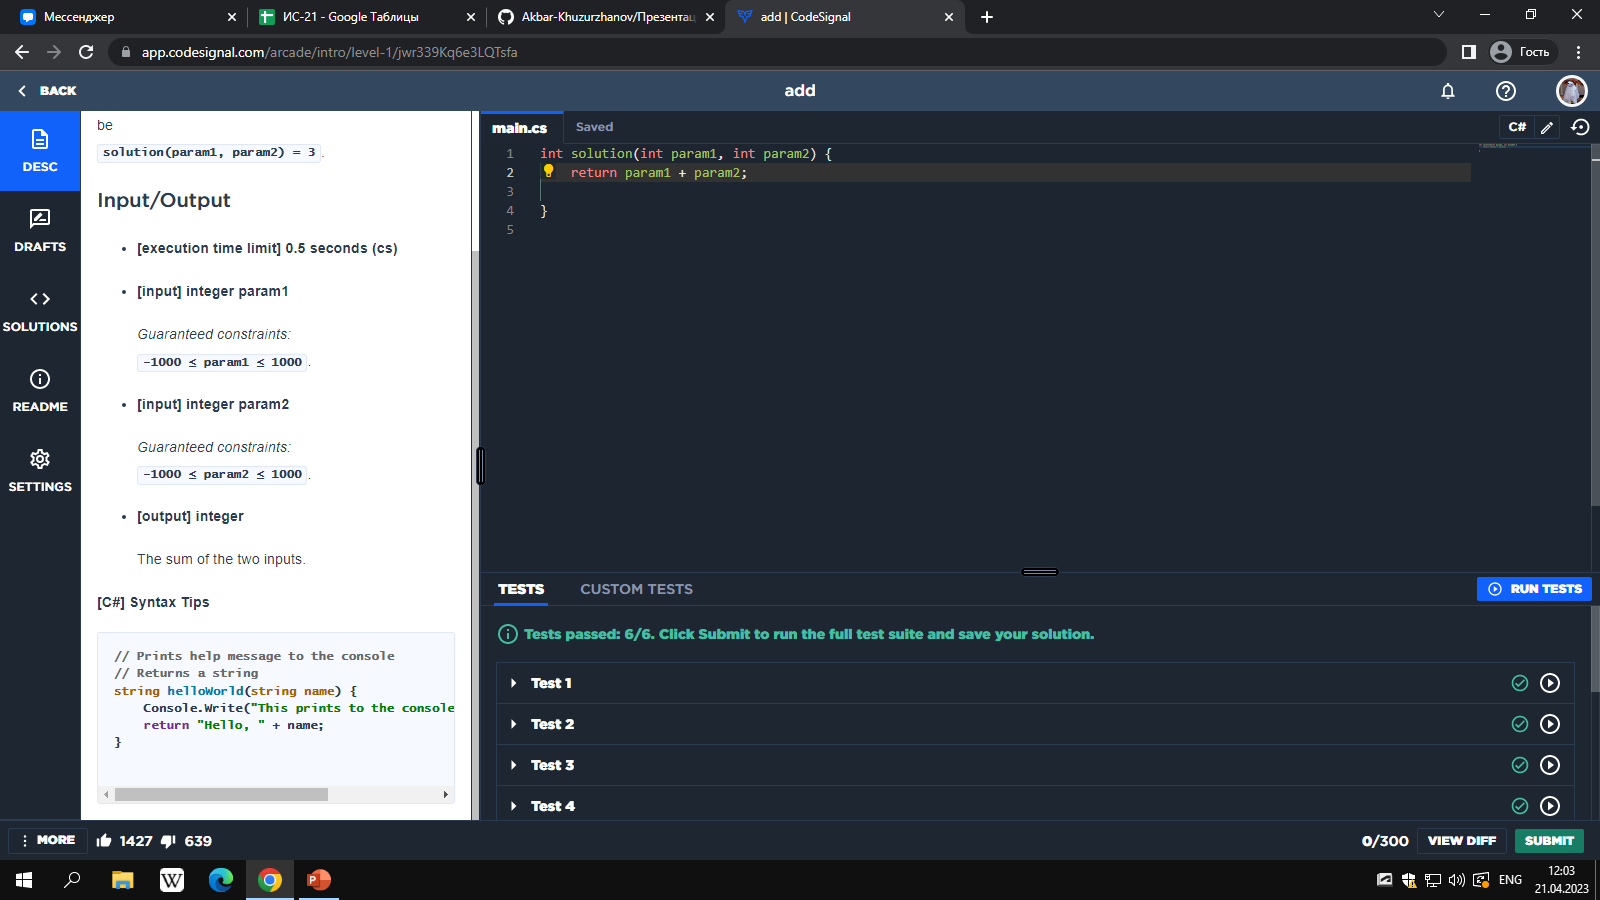 Мессенджер
ИС-21 - Google Таблицы
Akbar-Khuzurzhanov/Презентац
add | CodeSignal
app.codesignal.com/arcade/intro/level-1/jwr339Kq6e3LQTsfa
Гость
BACK
add
DESC
DRAFTS
SOLUTIONS
README
SETTINGS
be
solution(param1, param2) = 3.
Input/Output
• [execution time limit] 0.5 seconds (cs)
• [input] integer param1
Guaranteed constraints:
-1000 ≤ param1 ≤ 1000.
• [input] integer param2
Guaranteed constraints:
-1000 ≤ param2 ≤ 1000.
• [output] integer
The sum of the two inputs.
[C#] Syntax Tips
// Prints help message to the console
// Returns a string
string helloWorld(string name) {
    Console.Write("This prints to the console
    return "Hello, " + name;
}
main.cs
Saved
C#
1 int solution(int param1, int param2) {
2     return param1 + param2;
3
4 }
5
TESTS
CUSTOM TESTS
RUN TESTS
Tests passed: 6/6. Click Submit to run the full test suite and save your solution.
Test 1
Test 2
Test 3
Test 4
MORE
1427
639
0/300
VIEW DIFF
SUBMIT
W
P
ENG
12:03
21.04.2023